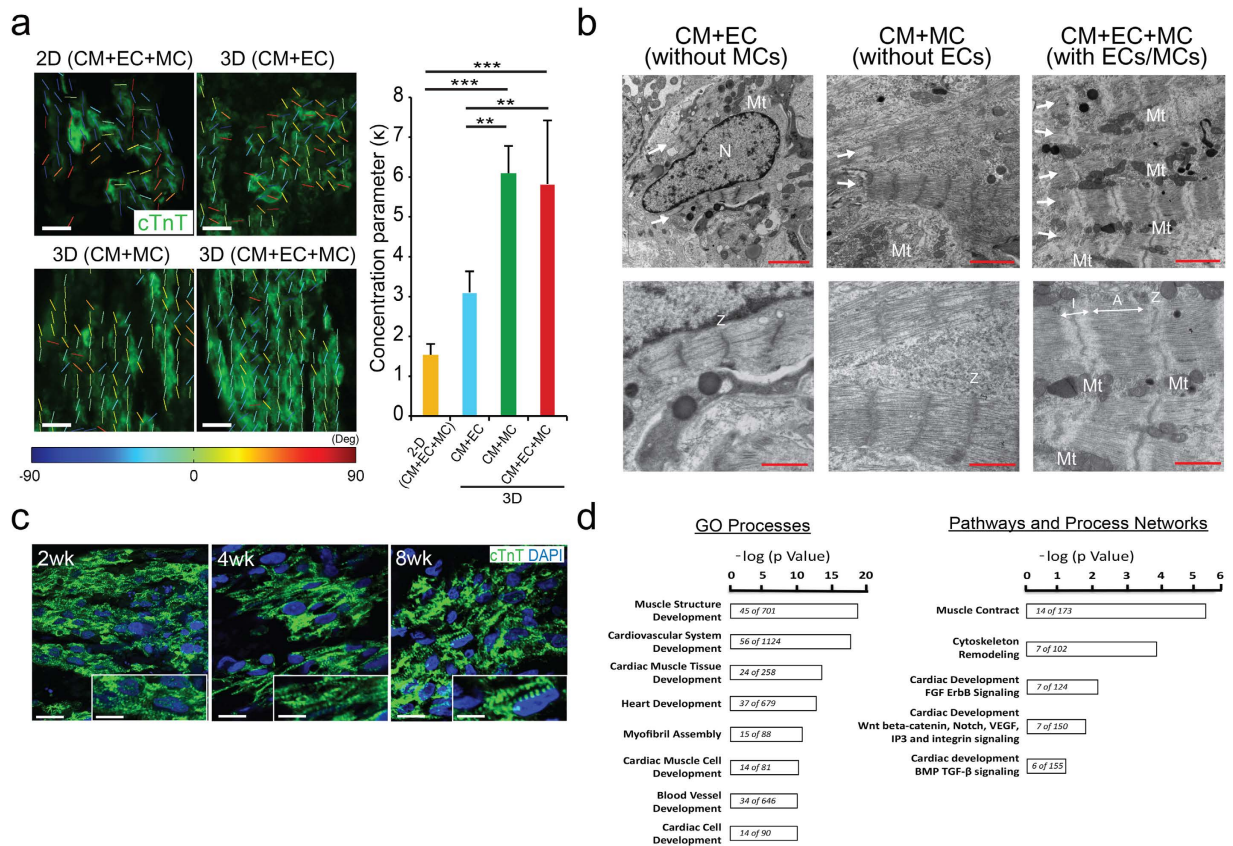 a
2D (CM+EC+MC)
3D (CM+EC)
cTnT
3D (CM+MC)
3D (CM+EC+MC)
(Deg)
-90
0
90
Concentration parameter (κ)
8
7
6
5
4
3
2
1
0
***
***
**
**
2-D
(CM+EC+MC)
CM+EC
CM+MC
CM+EC+MC
3D
b
CM+EC
(without MCs)
CM+MC
(without ECs)
CM+EC+MC
(with ECs/MCs)
Mt
N
Mt
Mt
Mt
Mt
Mt
Z
Z
I
A
Z
Mt
Mt
Mt
c
2wk
4wk
8wk
cTnT DAPI
d
GO Processes
-log (p Value)
0 5 10 15 20
Muscle Structure
Development
45 of 701
Cardiovascular System
Development
56 of 1124
Cardiac Muscle Tissue
Development
24 of 258
Heart Development
37 of 679
Myofibril Assembly
15 of 88
Cardiac Muscle Cell
Development
14 of 81
Blood Vessel
Development
34 of 646
Cardiac Cell
Development
14 of 90
Pathways and Process Networks
-log (p Value)
0 1 2 3 4 5 6
Muscle Contract
14 of 173
Cytoskeleton
Remodeling
7 of 102
Cardiac Development
FGF ErbB Signaling
7 of 124
Cardiac Development
Wnt beta-catenin, Notch, VEGF,
IP3 and integrin signaling
7 of 150
Cardiac development
BMP TGF-β signaling
6 of 155